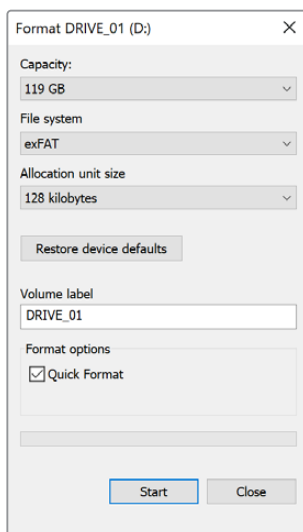 Format DRIVE_01 (D:)
Capacity:
119 GB
File system
exFAT
Allocation unit size
128 kilobytes
Restore device defaults
Volume label
DRIVE_01
Format options
Quick Format
Start Close